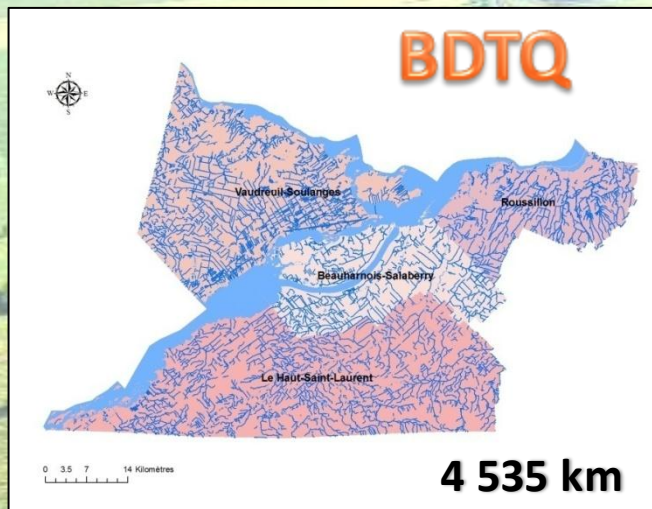 BDTQ
N
W E
S
Vaudreuil-Soulanges
Roussillon
Beauharnois-Salaberry
Le Haut-Saint-Laurent
0 3.5 7 14 Kilomètres
4 535 km